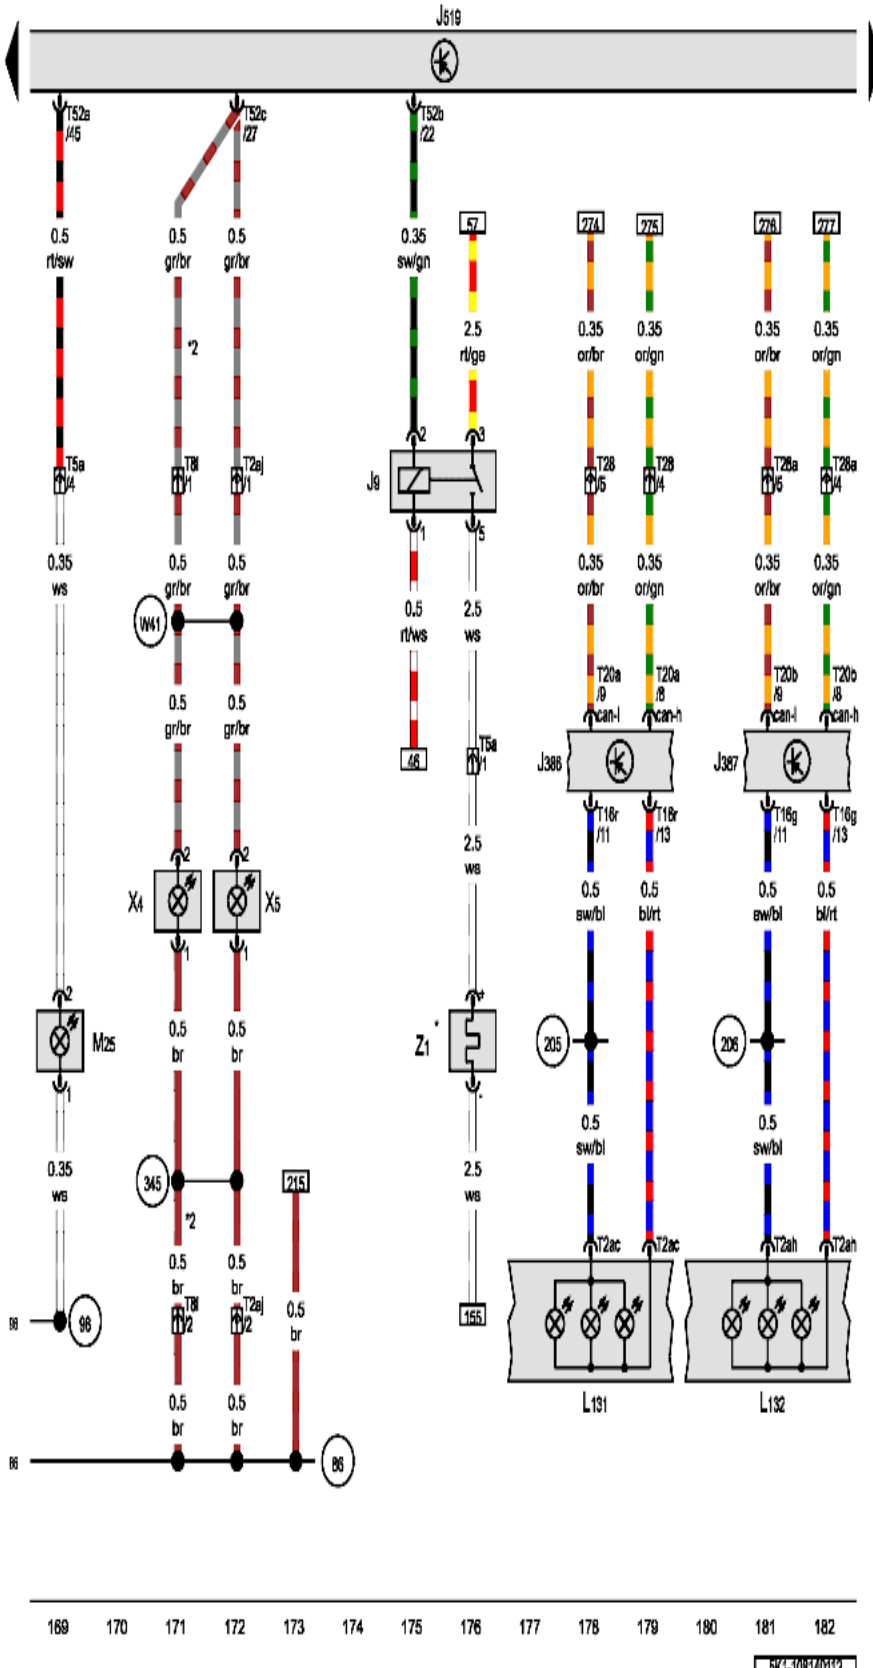 J519
T52a
/45
T52c
/27
T52b
/22
57
274
275
276
277
0.5
rt/sw
0.5
gr/br
0.5
gr/br
0.35
sw/gn
2.5
rt/ge
0.35
or/br
0.35
or/gn
0.35
or/br
0.35
or/gn
*2
2
3
J9
T5a
/4
T8l
/1
T2aj
/1
T28
/5
T28
/4
T28a
/5
T28a
/4
1
5
0.35
ws
0.5
gr/br
0.5
gr/br
0.5
rt/ws
2.5
ws
0.35
or/br
0.35
or/gn
0.35
or/br
0.35
or/gn
W41
0.5
gr/br
0.5
gr/br
46
T5a
/1
T20a
/9
can-l
T20a
/8
can-h
T20b
/9
can-l
T20b
/8
can-h
J386
J387
T16r
/11
T16r
/13
T16g
/11
T16g
/13
2.5
ws
2
2
X4
X5
1
1
0.5
sw/bl
0.5
bl/rt
0.5
sw/bl
0.5
bl/rt
2
M25
1
0.5
br
0.5
br
+
Z1
*
-
205
206
0.35
ws
345
*2
215
2.5
ws
0.5
sw/bl
0.5
sw/bl
T2ac
T2ac
T2ah
T2ah
0.5
br
0.5
br
T8l
/2
T2aj
/2
0.5
br
98
98
155
L131
L132
0.5
br
0.5
br
86
86
169 170 171 172 173 174 175 176 177 178 179 180 181 182